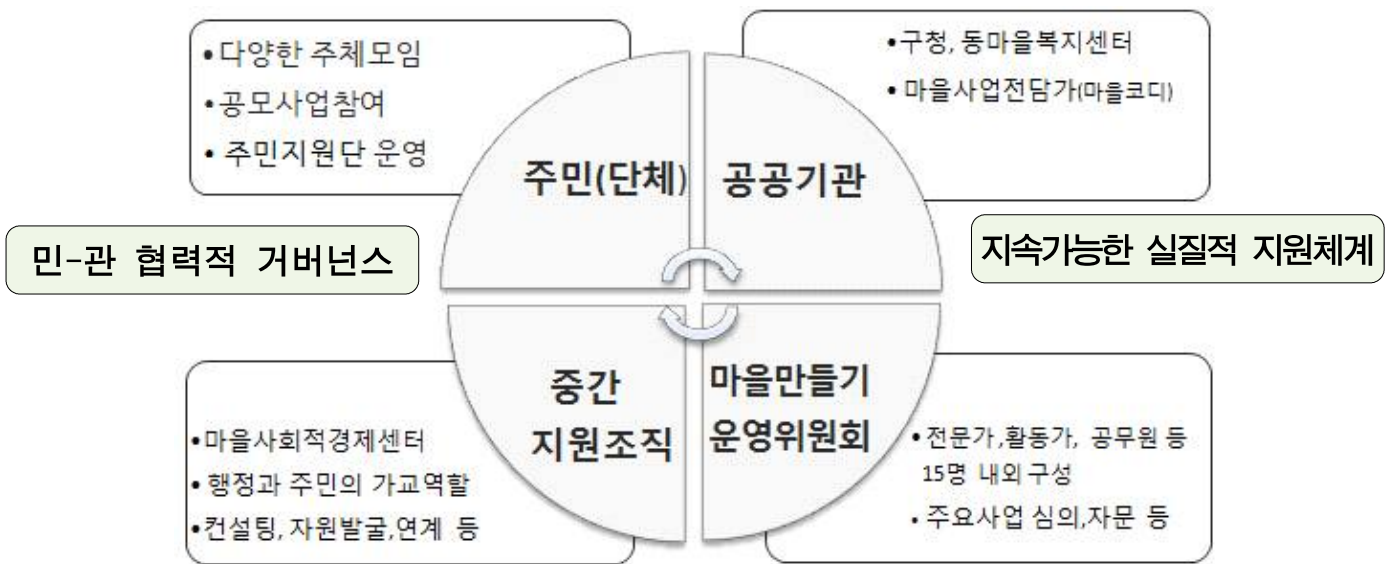 •다양한 주체모임
•공모사업참여
• 주민지원단 운영
•구청, 동마을복지센터
• 마을사업전담가(마을코디)
주민(단체)
공공기관
민-관 협력적 거버넌스
지속가능한 실질적 지원체계
중간
지원조직
마을만들기
운영위원회
•마을사회적경제센터
• 행정과 주민의 가교역할
•컨설팅, 자원발굴,연계 등
• 전문가 ,활동가, 공무원 등
15명 내외 구성
• 주요사업 심의,자문 등